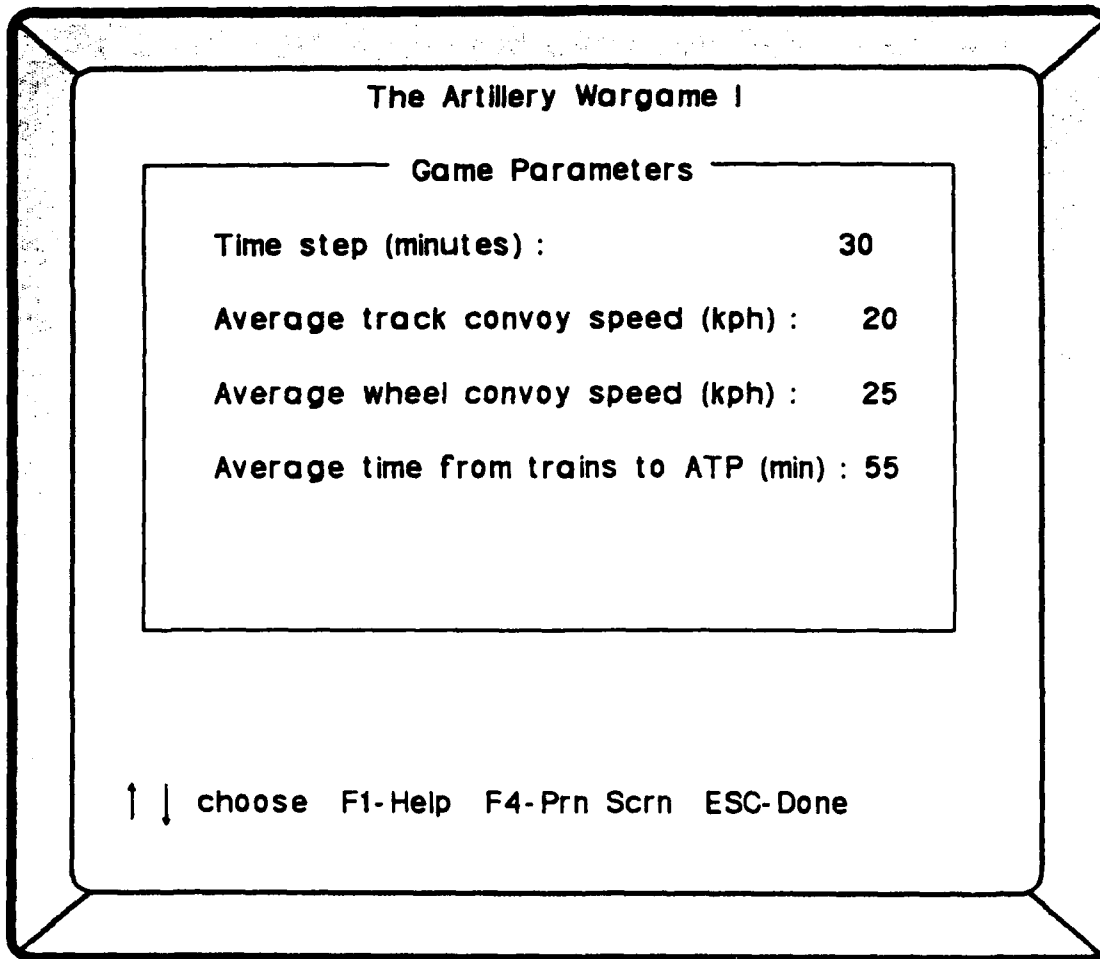 The Artillery Wargame I
Game Parameters
Time step (minutes) : 30
Average track convoy speed (kph) : 20
Average wheel convoy speed (kph) : 25
Average time from trains to ATP (min) : 55
↑ ↓ choose F1-Help F4-Prn Scrn ESC-Done